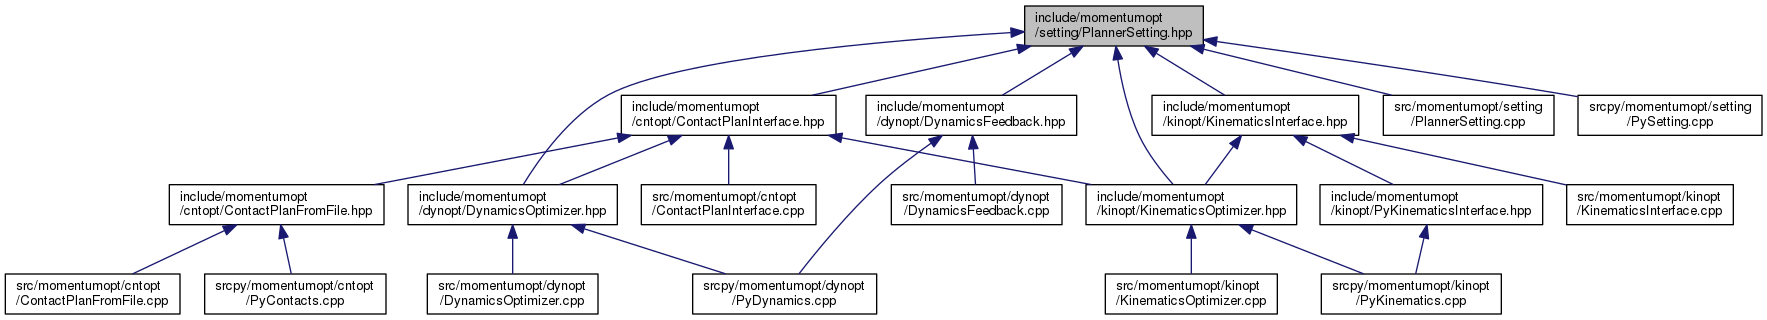 include/momentumopt
/setting/PlannerSetting.hpp
include/momentumopt
/cntopt/ContactPlanInterface.hpp
include/momentumopt
/dynopt/DynamicsFeedback.hpp
include/momentumopt
/kinopt/KinematicsInterface.hpp
src/momentumopt/setting
/PlannerSetting.cpp
srcpy/momentumopt/setting
/PySetting.cpp
include/momentumopt
/cntopt/ContactPlanFromFile.hpp
include/momentumopt
/dynopt/DynamicsOptimizer.hpp
src/momentumopt/cntopt
/ContactPlanInterface.cpp
src/momentumopt/dynopt
/DynamicsFeedback.cpp
include/momentumopt
/kinopt/KinematicsOptimizer.hpp
include/momentumopt
/kinopt/PyKinematicsInterface.hpp
src/momentumopt/kinopt
/KinematicsInterface.cpp
src/momentumopt/cntopt
/ContactPlanFromFile.cpp
srcpy/momentumopt/cntopt
/PyContacts.cpp
src/momentumopt/dynopt
/DynamicsOptimizer.cpp
srcpy/momentumopt/dynopt
/PyDynamics.cpp
src/momentumopt/kinopt
/KinematicsOptimizer.cpp
srcpy/momentumopt/kinopt
/PyKinematics.cpp